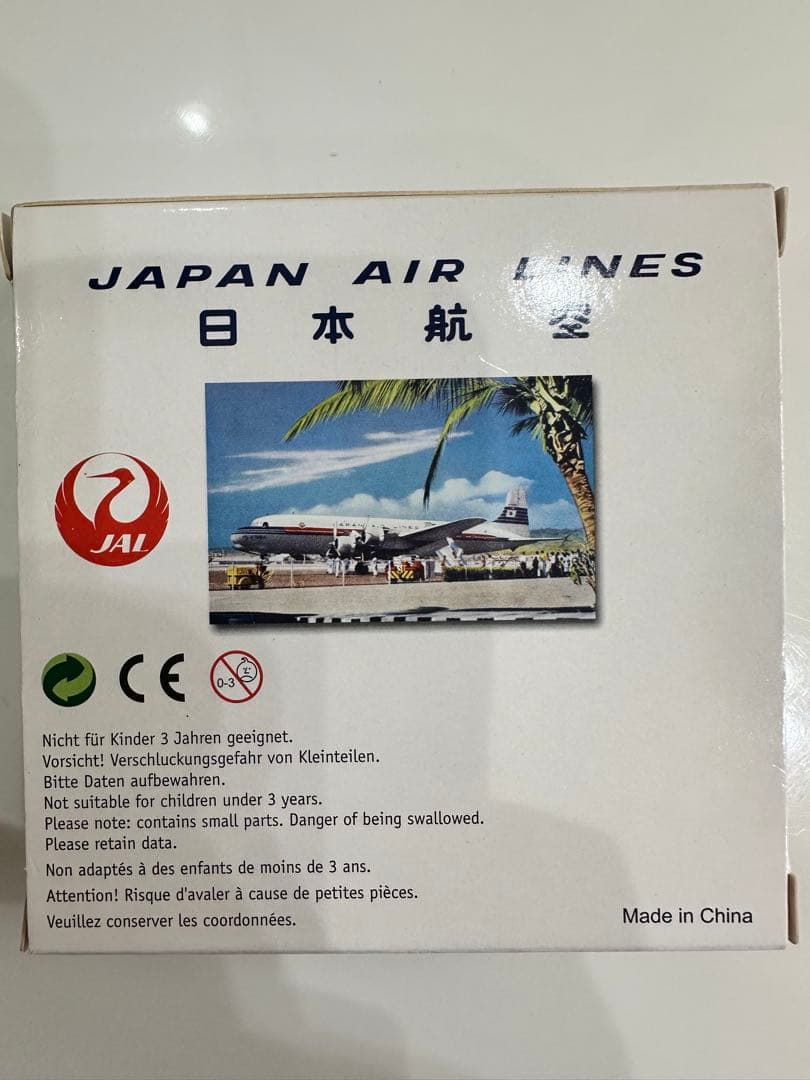 JAPAN AIR LINES
日本航空
JAL
0-3
Nicht für Kinder 3 Jahren geeignet.
Vorsicht! Verschluckungsgefahr von Kleinteilen.
Bitte Daten aufbewahren.
Not suitable for children under 3 years.
Please note: contains small parts. Danger of being swallowed.
Please retain data.
Non adaptés à des enfants de moins de 3 ans.
Attention! Risque d'avaler à cause de petites pièces.
Veuillez conserver les coordonnées.
Made in China